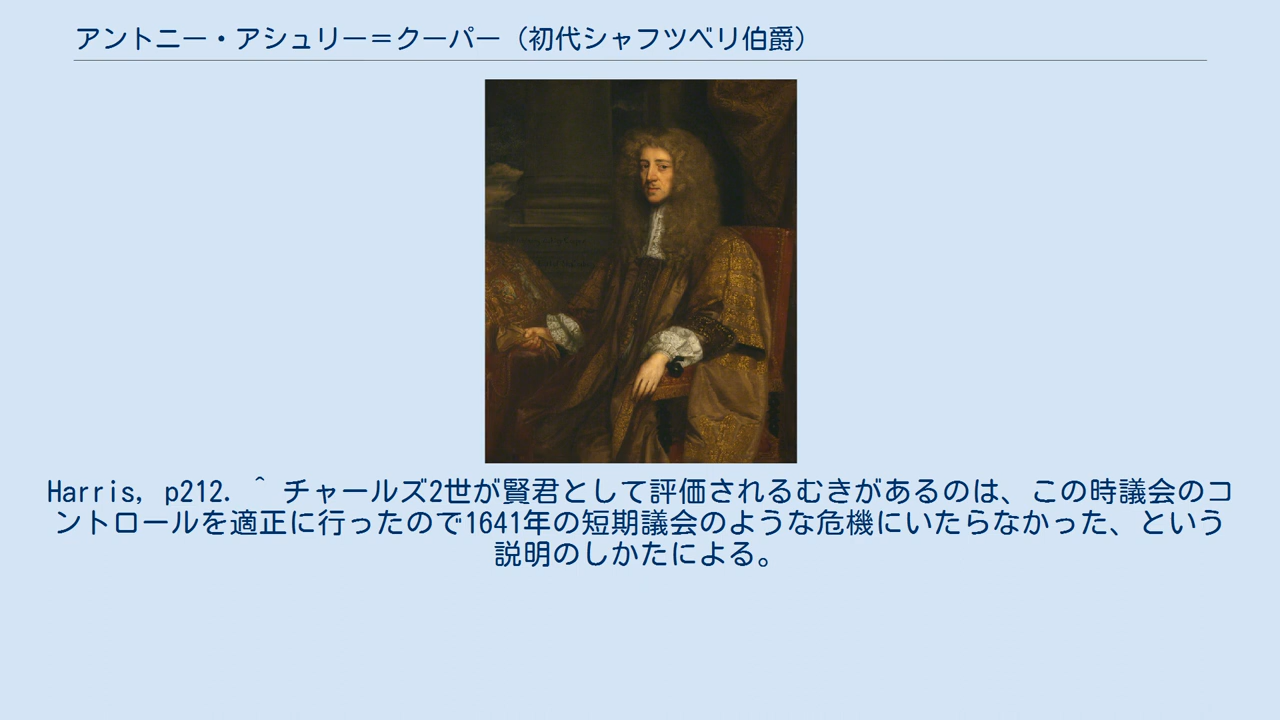 アントニー・アシュリー＝クーパー（初代シャフツベリ伯爵）
Harris, p212. ^ チャールズ2世が賢君として評価されるむきがあるのは、この時議会のコ
ントロールを適正に行ったので1641年の短期議会のような危機にいたらなかった、という
説明のしかたによる。